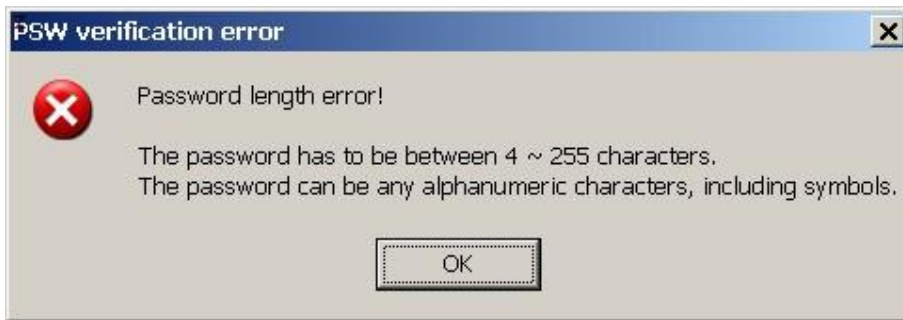 PSW verification error
Password length error!
The password has to be between 4 ~ 255 characters.
The password can be any alphanumeric characters, including symbols.
OK